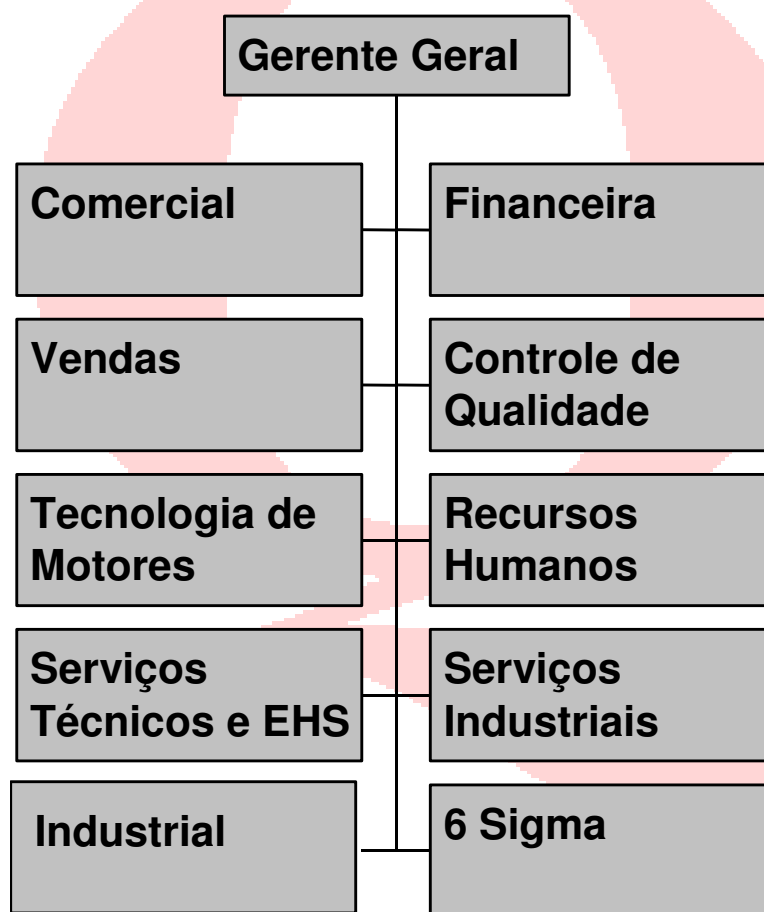 Gerente Geral
Comercial
Financeira
Vendas
Controle de
Qualidade
Tecnologia de
Motores
Recursos
Humanos
Serviços
Técnicos e EHS
Serviços
Industriais
Industrial
6 Sigma